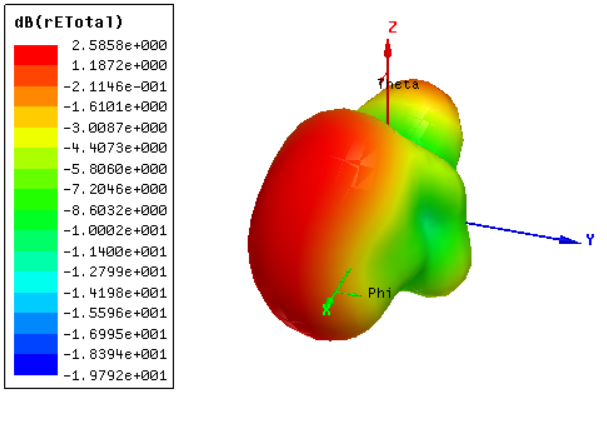 dB(rETotal)
2.5858e+000
1.1872e+000
-2.1146e-001
-1.6101e+000
-3.0087e+000
-4.4073e+000
-5.8060e+000
-7.2046e+000
-8.6032e+000
-1.0002e+001
-1.1400e+001
-1.2799e+001
-1.4198e+001
-1.5596e+001
-1.6995e+001
-1.8394e+001
-1.9792e+001
Z
Theta
Y
Phi
X